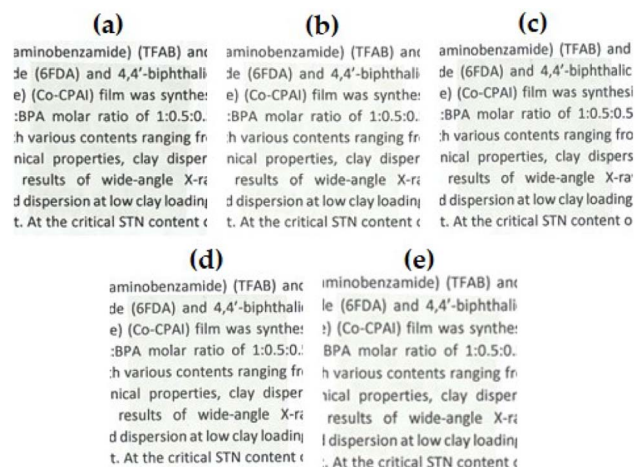 (a)
aminobenzamide) (TFAB) and
de (6FDA) and 4,4′-biphthali
e) (Co-CPAI) film was synthes
:BPA molar ratio of 1:0.5:0.
h various contents ranging fr
nical properties, clay disper
results of wide-angle X-ra
d dispersion at low clay loading
t. At the critical STN content
(b)
aminobenzamide) (TFAB) and
de (6FDA) and 4,4′-biphthali
e) (Co-CPAI) film was synthes
:BPA molar ratio of 1:0.5:0.
h various contents ranging fr
nical properties, clay disper
results of wide-angle X-ra
d dispersion at low clay loading
t. At the critical STN content
(c)
aminobenzamide) (TFAB) and
de (6FDA) and 4,4′-biphthalic
e) (Co-CPAI) film was synthesi
:BPA molar ratio of 1:0.5:0.5
h various contents ranging fro
nical properties, clay dispers
results of wide-angle X-ra
d dispersion at low clay loading
t. At the critical STN content o
(d)
aminobenzamide) (TFAB) and
de (6FDA) and 4,4′-biphthali
e) (Co-CPAI) film was synthes
:BPA molar ratio of 1:0.5:0.
h various contents ranging fr
nical properties, clay disper
results of wide-angle X-ra
d dispersion at low clay loading
t. At the critical STN content
(e)
aminobenzamide) (TFAB) and
le (6FDA) and 4,4′-biphthali
) (Co-CPAI) film was synthes
BPA molar ratio of 1:0.5:0.
h various contents ranging fr
nical properties, clay disper
results of wide-angle X-ra
l dispersion at low clay loading
. At the critical STN content